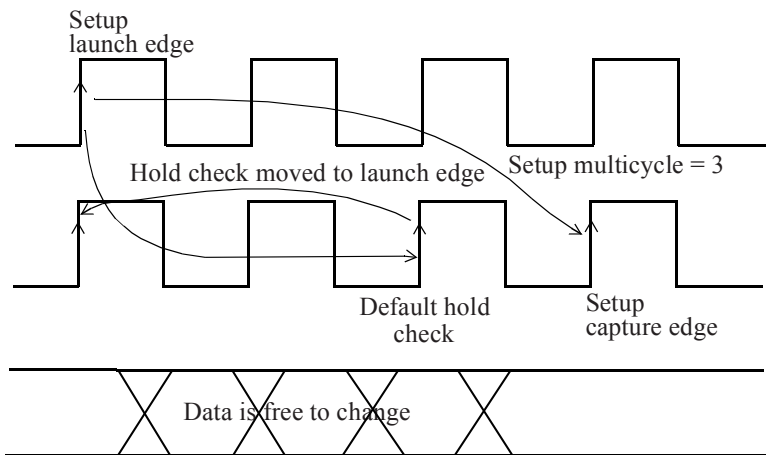 Setup
launch edge
Hold check moved to launch edge
Setup multicycle = 3
Default hold
check
Setup
capture edge
Data is free to change